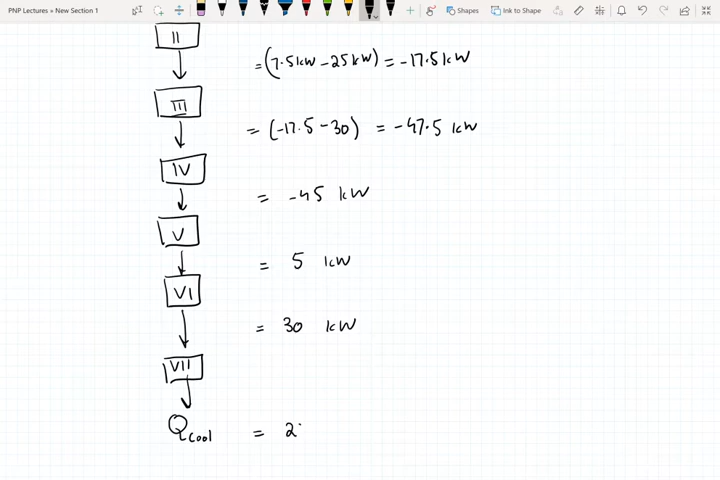 PNP Lectures » New Section 1
Shapes
Ink to Shape
II
= (7.5kW - 25kW) = -17.5kW
III
= (-17.5 - 30) = -47.5 kW
IV
= -45 kW
V
= 5 kW
VI
= 30 kW
VII
Qcool = 2